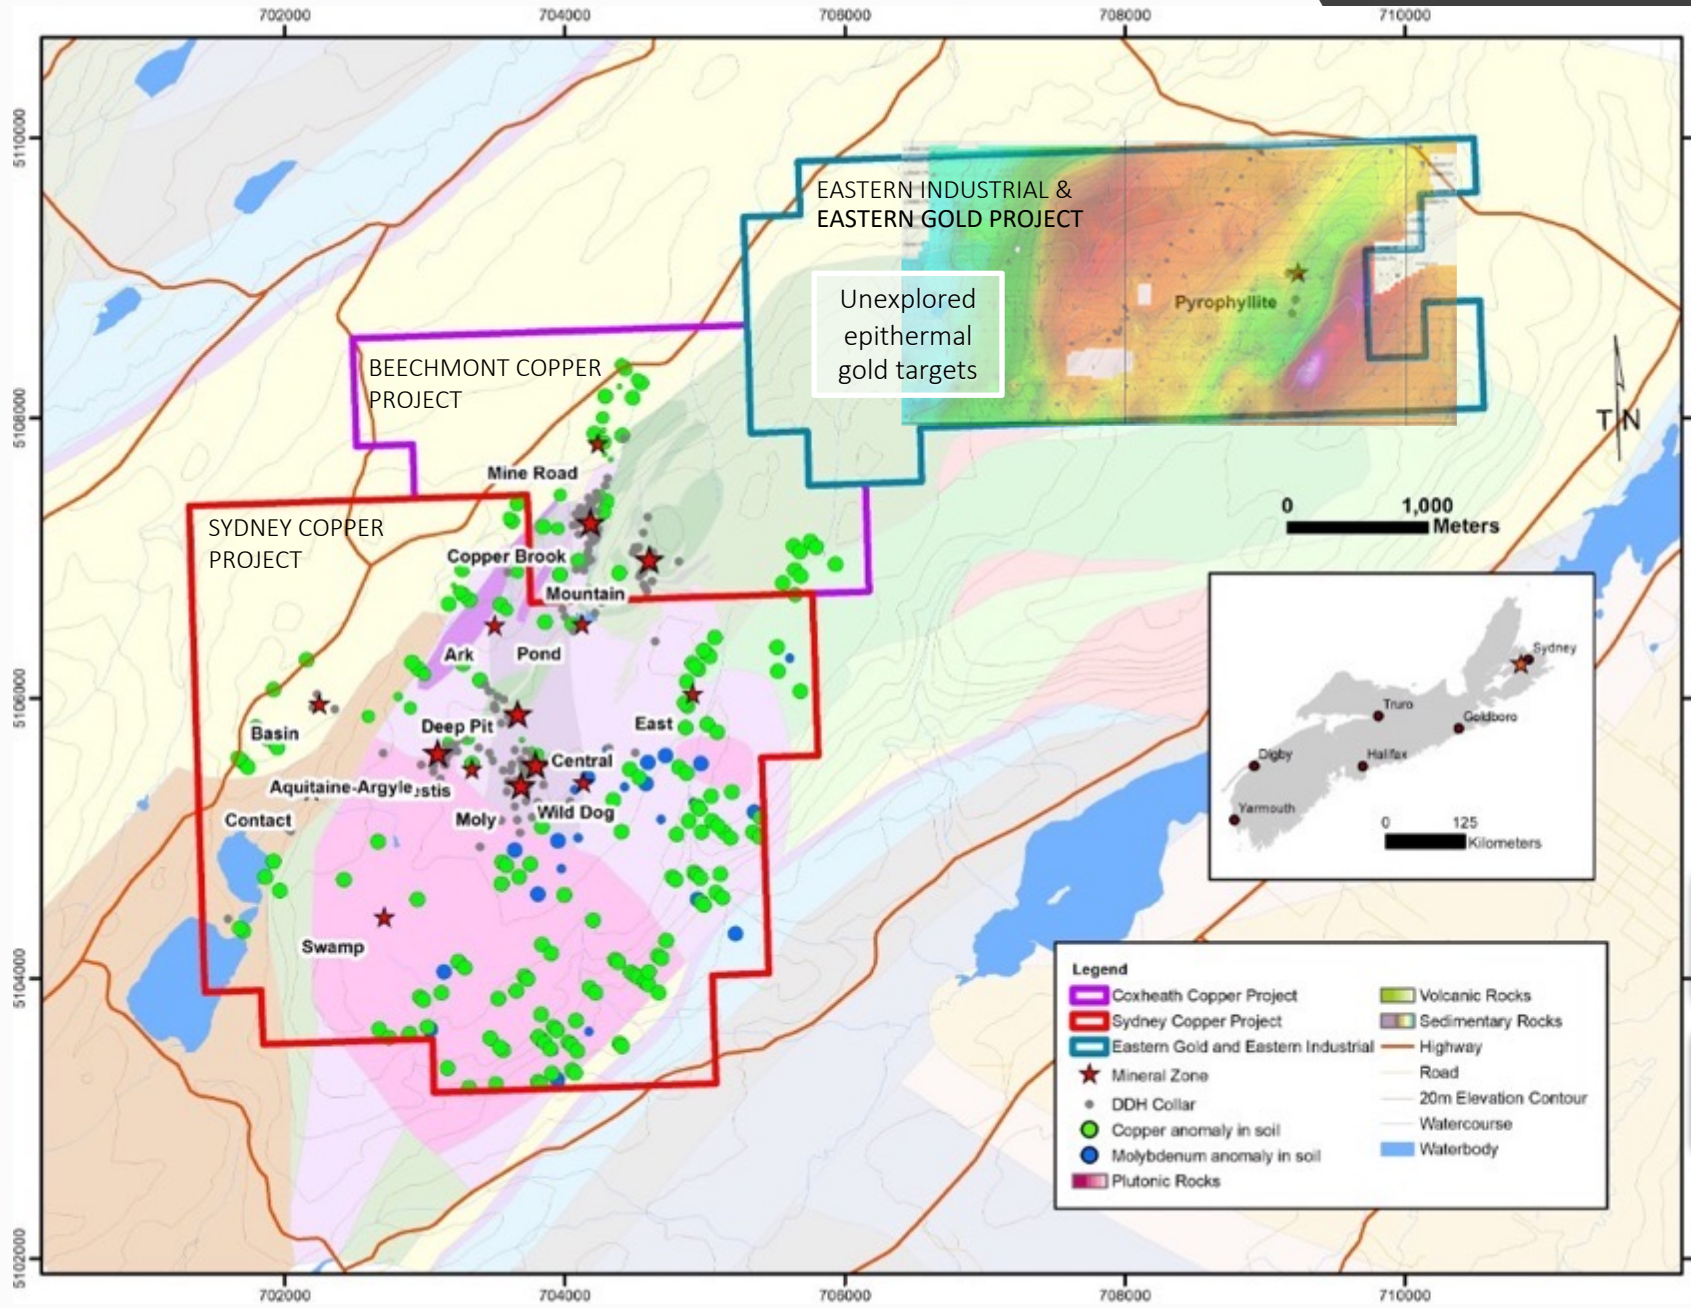 702000
704000
706000
708000
710000
5110000
5108000
5106000
5104000
5102000
EASTERN INDUSTRIAL &
EASTERN GOLD PROJECT
Unexplored
epithermal
gold targets
Pyrophyllite
BEECHMONT COPPER
PROJECT
Mine Road
SYDNEY COPPER
PROJECT
Copper Brook
Mountain
Ark
Pond
Basin
Deep Pit
East
Central
Aquitaine-Argyle
Contact
Moly
Wild Dog
Swamp
T N
0 1,000
Meters
Sydney
Truro
Goldboro
Digby
Halifax
Yarmouth
0 125
Kilometers
Legend
Coxheath Copper Project
Sydney Copper Project
Eastern Gold and Eastern Industrial
Mineral Zone
DDH Collar
Copper anomaly in soil
Molybdenum anomaly in soil
Plutonic Rocks
Volcanic Rocks
Sedimentary Rocks
Highway
Road
20m Elevation Contour
Watercourse
Waterbody
702000
704000
706000
708000
710000